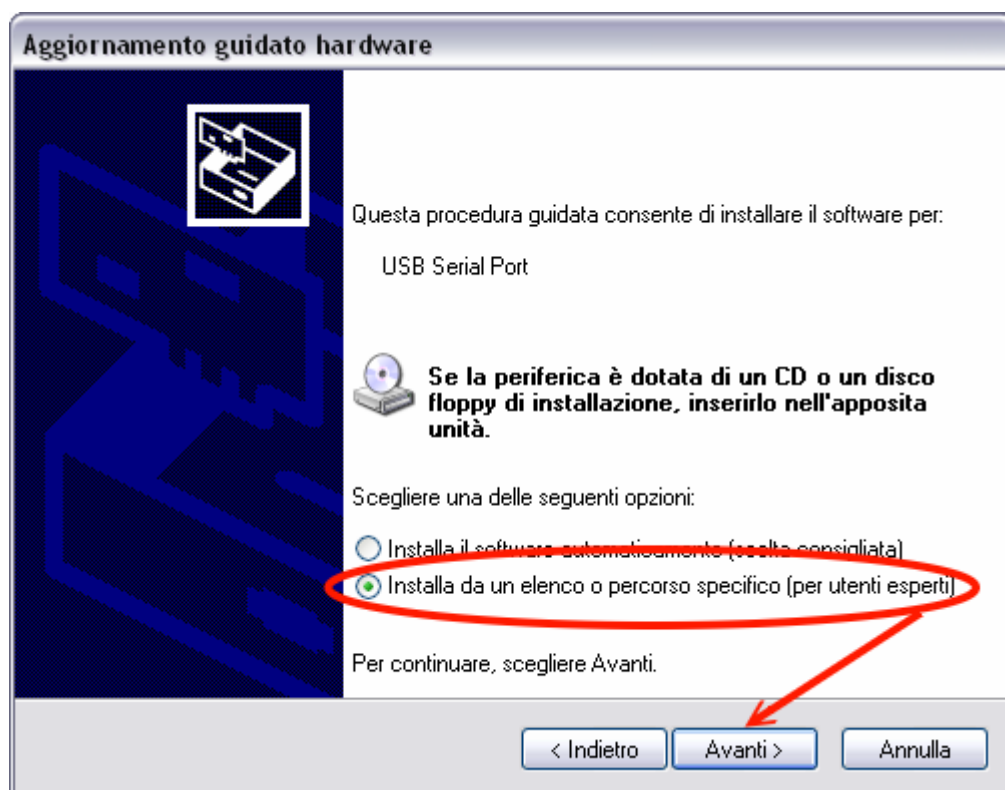 Aggiornamento guidato hardware
Questa procedura guidata consente di installare il software per:
USB Serial Port
Se la periferica è dotata di un CD o un disco
floppy di installazione, inserirlo nell'apposita
unità.
Scegliere una delle seguenti opzioni:
Installa il software automaticamente (scelta consigliata)
Installa da un elenco o percorso specifico (per utenti esperti)
Per continuare, scegliere Avanti.
< Indietro
Avanti >
Annulla